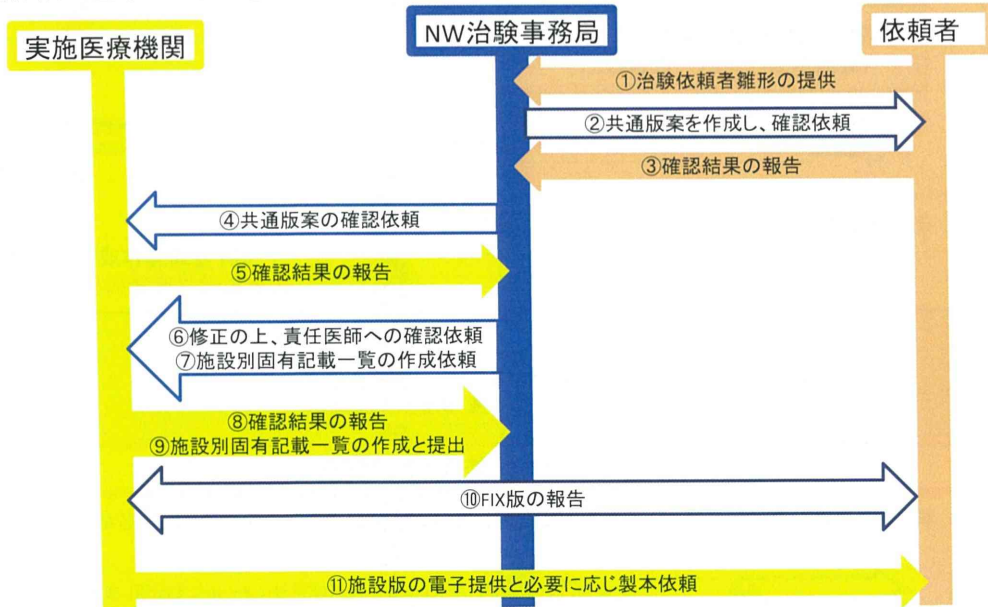 実施医療機関
NW治験事務局
依頼者
①治験依頼者雛形の提供
②共通版案を作成し、確認依頼
③確認結果の報告
④共通版案の確認依頼
⑤確認結果の報告
⑥修正の上、責任医師への確認依頼
⑦施設別固有記載一覧の作成依頼
⑧確認結果の報告
⑨施設別固有記載一覧の作成と提出
⑩FIX版の報告
⑪施設版の電子提供と必要に応じ製本依頼